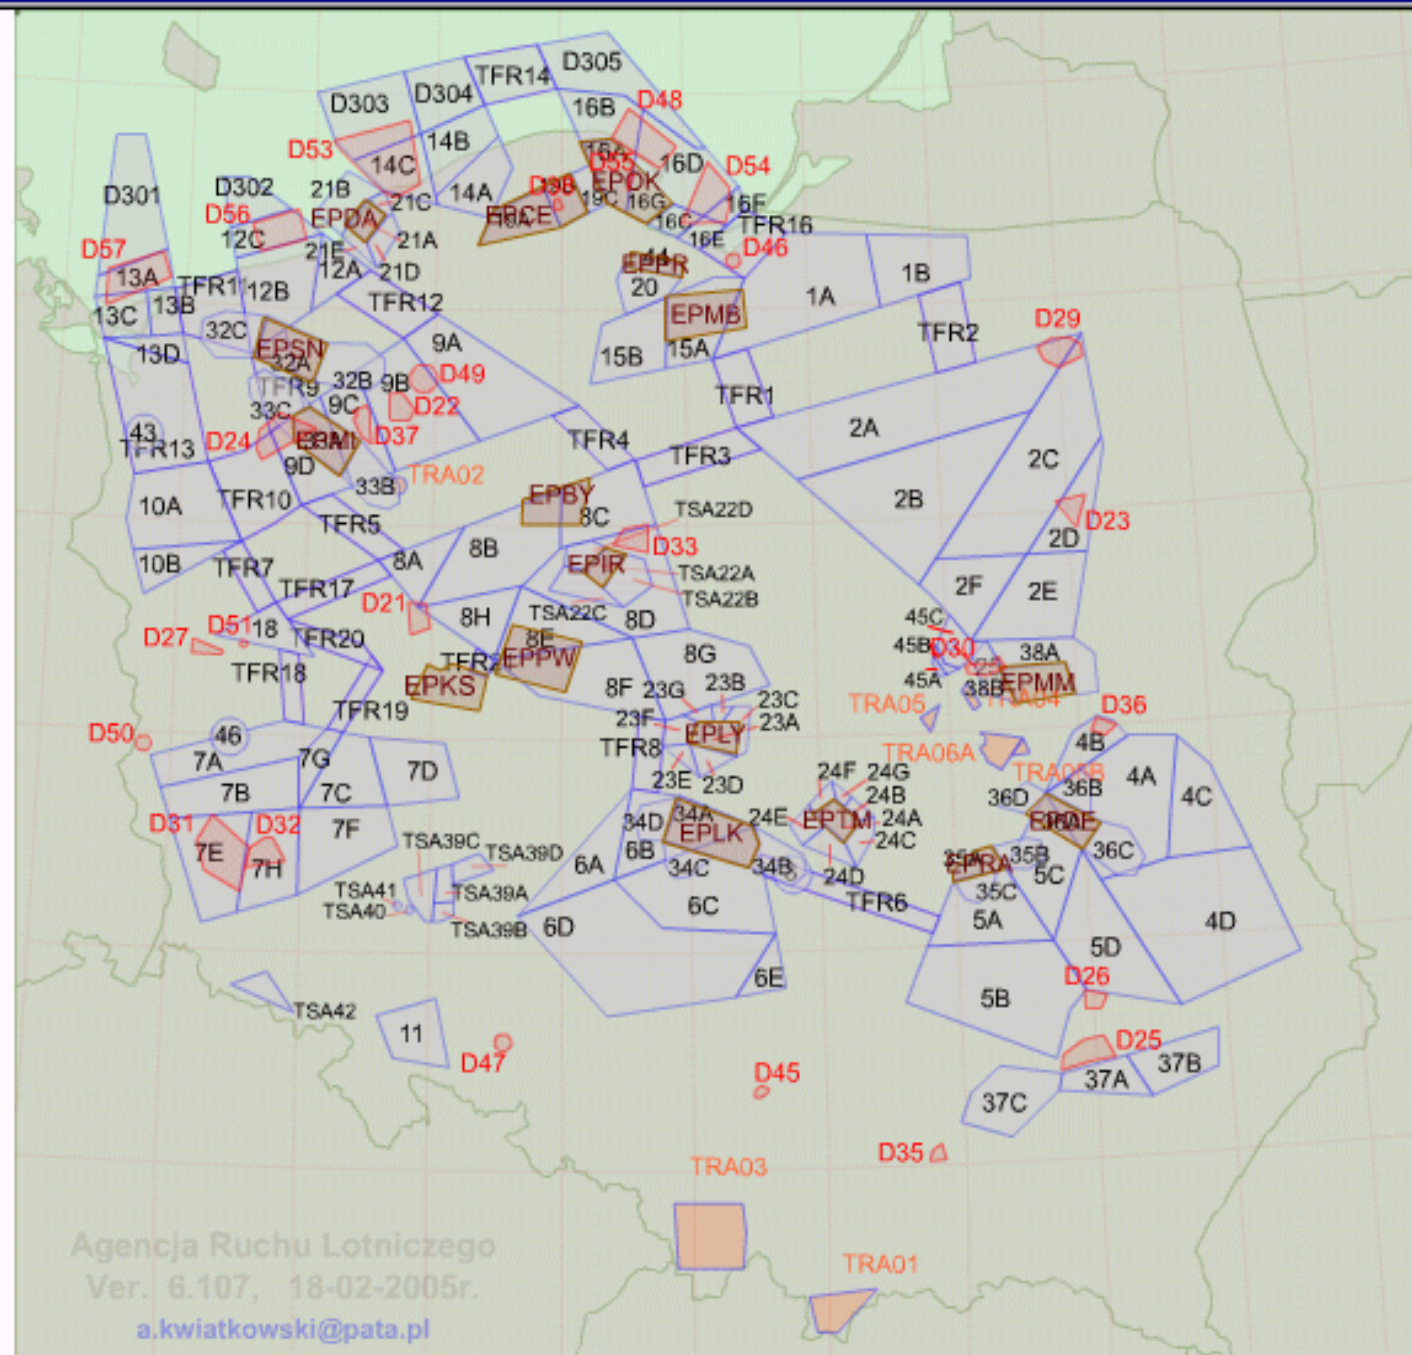 D305
TFR14
D304
D303
16B
D48
14B
D53
14C
16A
D55
16D
D54
D301
D302
21B
14A
EPOK
D56
EPDA
21C
EPCE
19C
16G
16F
12C
16C
TFR16
D57
21E
21A
16E
D46
13A
12A
21D
44
EPPR
1B
TFR11
12B
20
1A
13B
TFR12
13C
EPMB
32C
TFR2
D29
13D
EPSN
9A
15B
15A
32A
32B
9B
D49
TFR9
TFR1
33C
9C
D22
43
D24
D37
TFR4
2A
TFR13
9D
TFR3
2C
33B
TRA02
10A
TFR10
EPBY
2B
8C
TSA22D
TFR5
D23
D33
2D
8A
8B
10B
TFR7
EPIR
TSA22A
TFR17
2F
2E
TSA22B
D21
8H
TSA22C
8D
45C
D27
D51
18
TFR20
8E
45B
D30
8G
38A
EPPW
25
TFR18
45A
EPKS
8F
23G
23B
38B
EPMM
23C
TRA05
TRA04
TFR19
23F
23A
D36
D50
46
EPLY
TFR8
4B
7A
7G
TRA06A
7D
23E
23D
24F
24G
4A
7B
7C
36B
24B
36D
4C
34A
24E
D31
D32
7F
34D
EPLK
EPTM
24A
TSA39C
24C
7E
6B
TSA39D
36C
7H
6A
34C
34B
35B
EPRA
24D
5C
TSA41
TSA39A
35C
TFR6
TSA40
6C
5A
4D
TSA39B
6D
5D
6E
D26
5B
TSA42
11
D25
D47
37B
D45
37A
37C
D35
TRA03
Agencja Ruchu Lotniczego
TRA01
Ver. 6.107, 18-02-2005r.
a.kwiatkowski@pata.pl